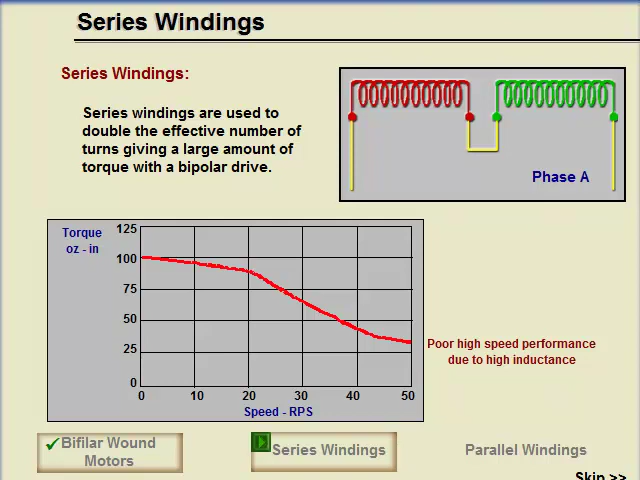 Series Windings
Series Windings:
Series windings are used to
double the effective number of
turns giving a large amount of
torque with a bipolar drive.
Phase A
Torque
oz - in
125
100
75
50
25
0
0 10 20 30 40 50
Speed - RPS
Poor high speed performance
due to high inductance
Bifilar Wound
Motors
Series Windings
Parallel Windings
Skip >>